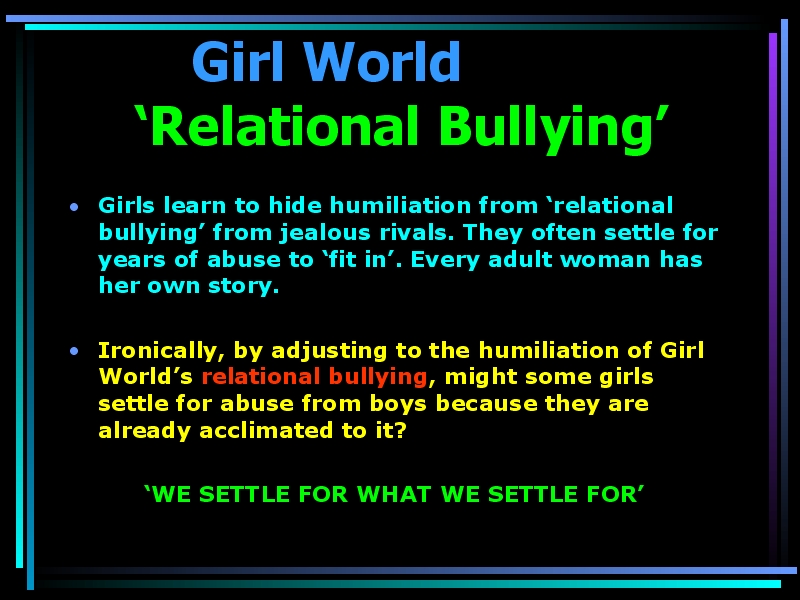 Girl World
‘Relational Bullying’
• Girls learn to hide humiliation from ‘relational
bullying’ from jealous rivals. They often settle for
years of abuse to ‘fit in’. Every adult woman has
her own story.
• Ironically, by adjusting to the humiliation of Girl
World’s relational bullying, might some girls
settle for abuse from boys because they are
already acclimated to it?
‘WE SETTLE FOR WHAT WE SETTLE FOR’